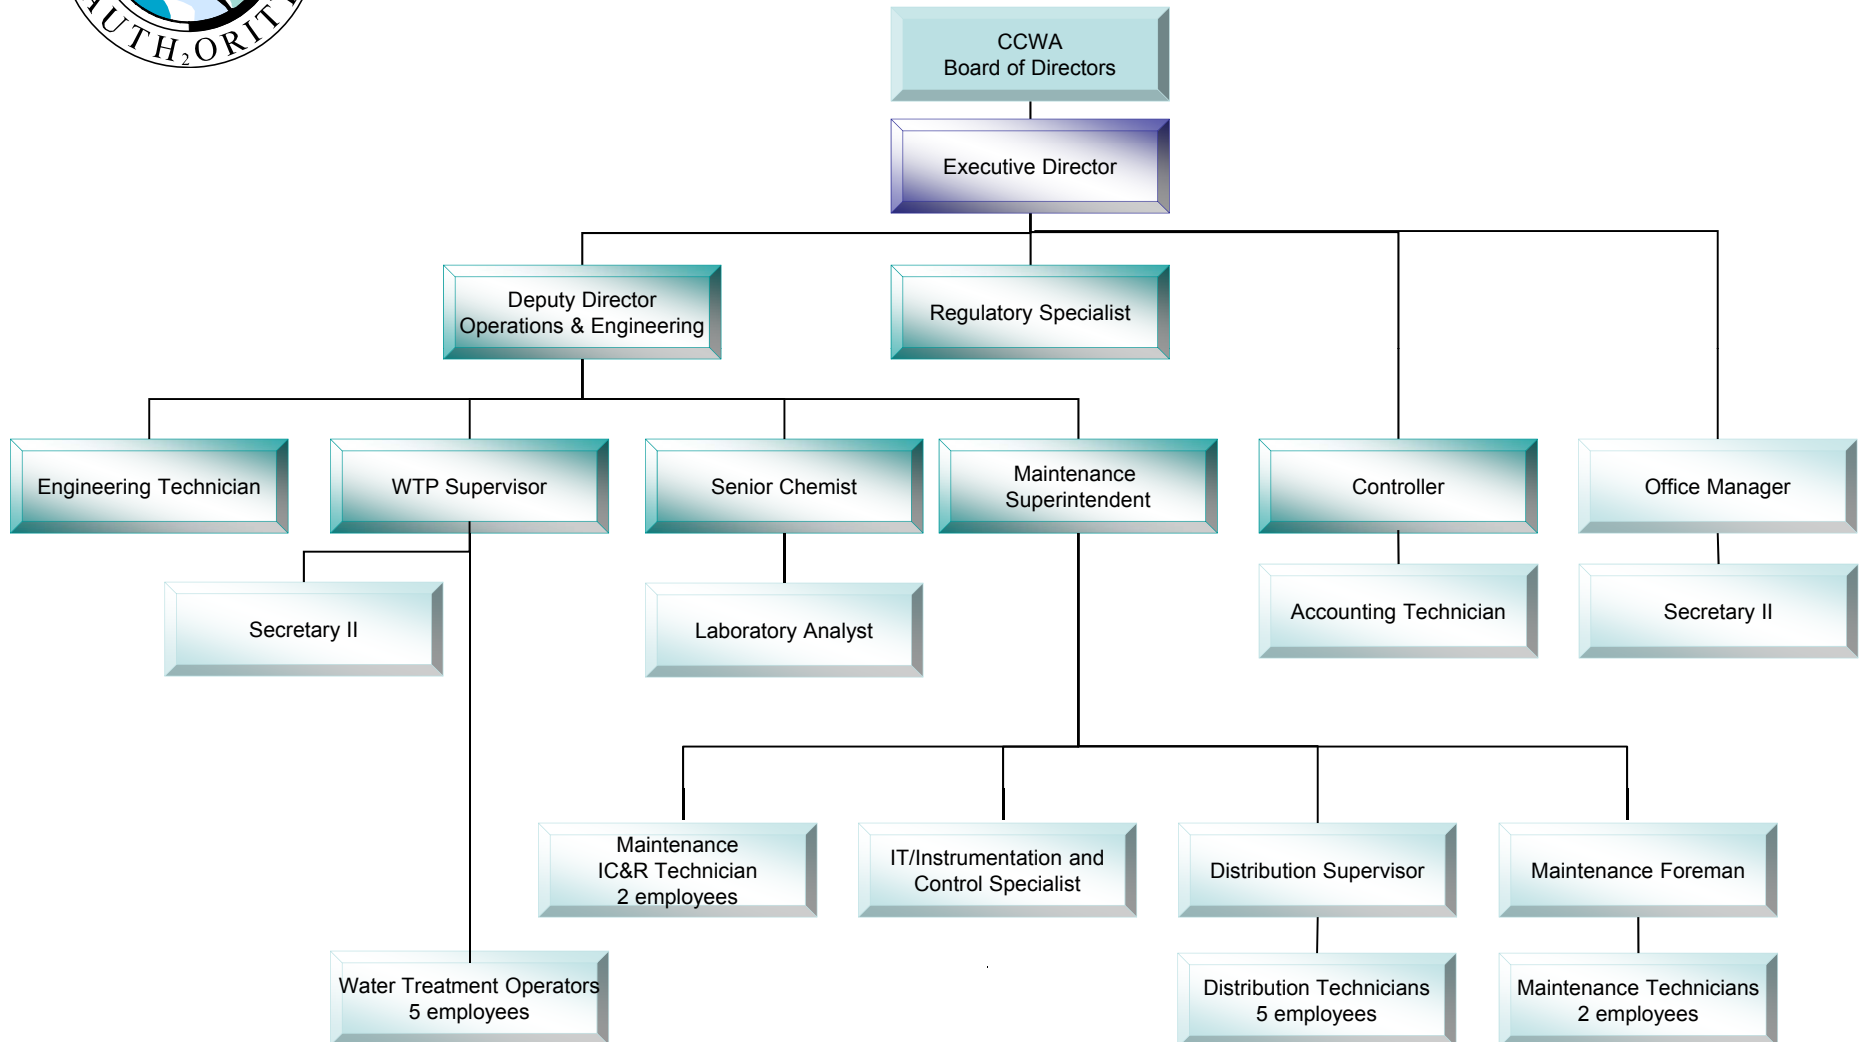 AUTH₂ORITY
CCWA
Board of Directors
Executive Director
Deputy Director
Operations & Engineering
Regulatory Specialist
Engineering Technician
WTP Supervisor
Senior Chemist
Maintenance
Superintendent
Controller
Office Manager
Secretary II
Laboratory Analyst
Accounting Technician
Secretary II
Maintenance
IC&R Technician
2 employees
IT/Instrumentation and
Control Specialist
Distribution Supervisor
Maintenance Foreman
Water Treatment Operators
5 employees
Distribution Technicians
5 employees
Maintenance Technicians
2 employees